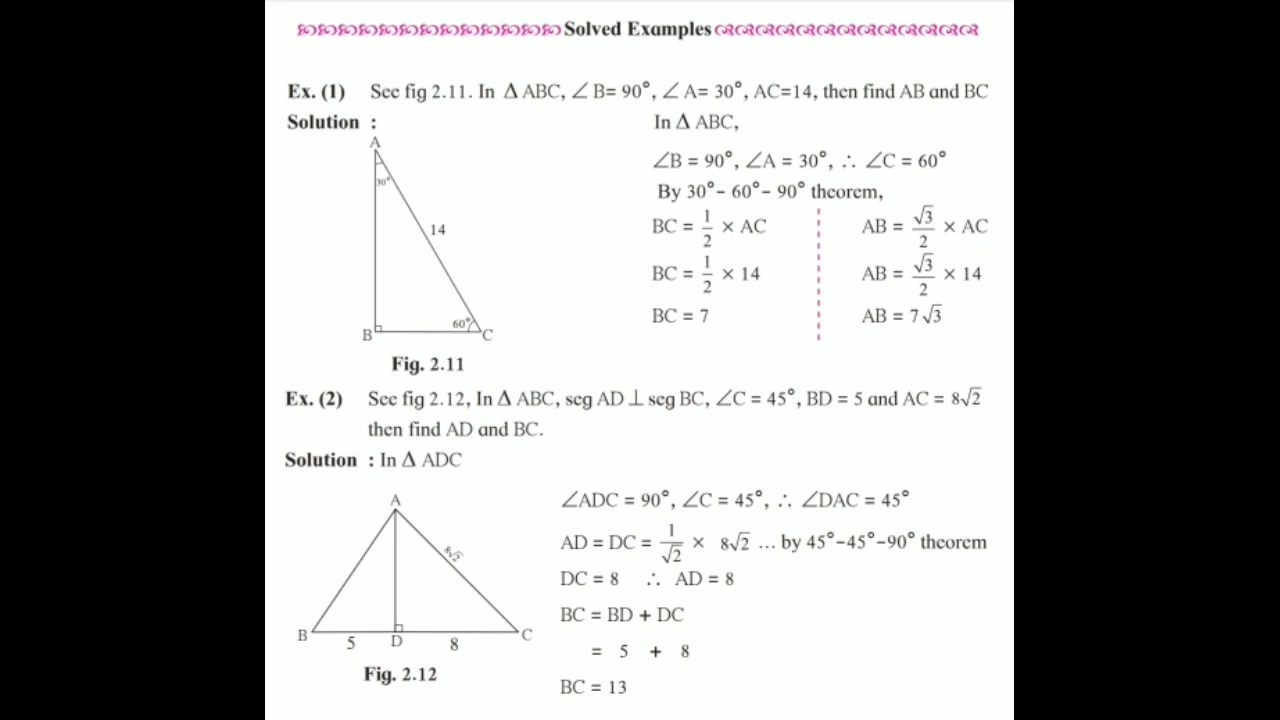 Solved Examples
Ex. (1) See fig 2.11. In Δ ABC, ∠ B= 90°, ∠ A= 30°, AC=14, then find AB and BC
Solution :
In Δ ABC,
∠B = 90°, ∠A = 30°, ∴ ∠C = 60°
By 30°− 60°− 90° theorem,
BC = 1/2 × AC
BC = 1/2 × 14
BC = 7
AB = √3/2 × AC
AB = √3/2 × 14
AB = 7√3
A
30°
14
60°
B
C
Fig. 2.11
Ex. (2) See fig 2.12, In Δ ABC, seg AD ⊥ seg BC, ∠C = 45°, BD = 5 and AC = 8√2
then find AD and BC.
Solution : In Δ ADC
∠ADC = 90°, ∠C = 45°, ∴ ∠DAC = 45°
AD = DC = 1/√2 × 8√2 ... by 45°−45°−90° theorem
DC = 8 ∴ AD = 8
BC = BD + DC
= 5 + 8
BC = 13
A
8√2
B
5
D
8
C
Fig. 2.12